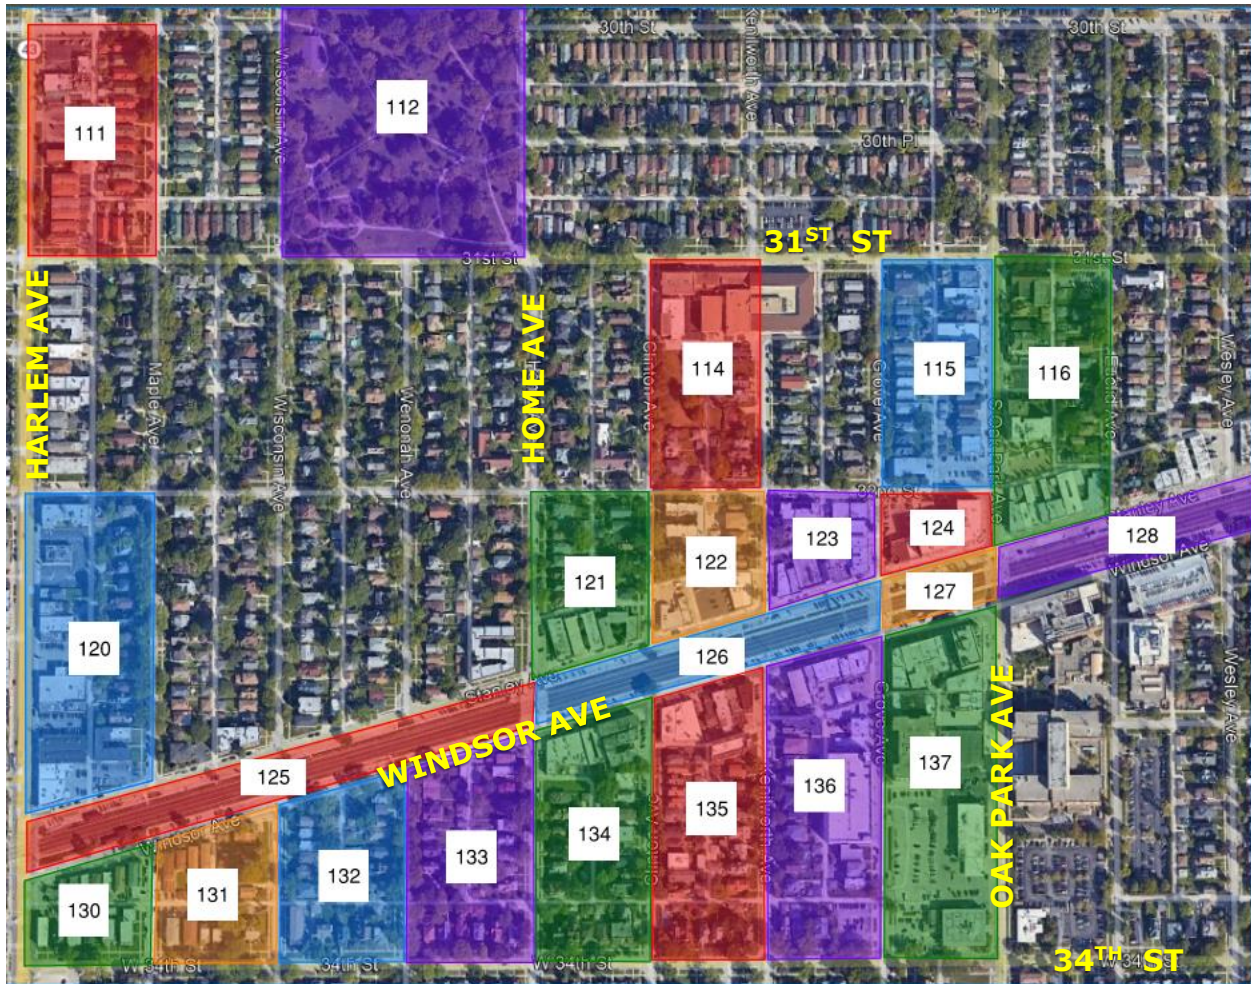 30th St
30th St
Wisconsin Ave
Kenworth Ave
111
112
30th Pl
31ST ST
31st St
31st St
HARLEM AVE
HOME AVE
Maple Ave
Wisconsin Ave
Wenonah Ave
Clinton Ave
114
Grove Ave
115
S Oak Park Ave
116
Euclid Ave
Wesley Ave
32nd St
120
121
122
123
124
Stanley Ave
128
Windsor Ave
127
126
Stanley Ave
WINDSOR AVE
125
Windsor Ave
Grove Ave
OAK PARK AVE
Wesley Ave
130
131
132
133
134
Clinton Ave
135
Kenilworth Ave
136
137
W 34th St
34th St
W 34th St
34TH ST
W 34th St